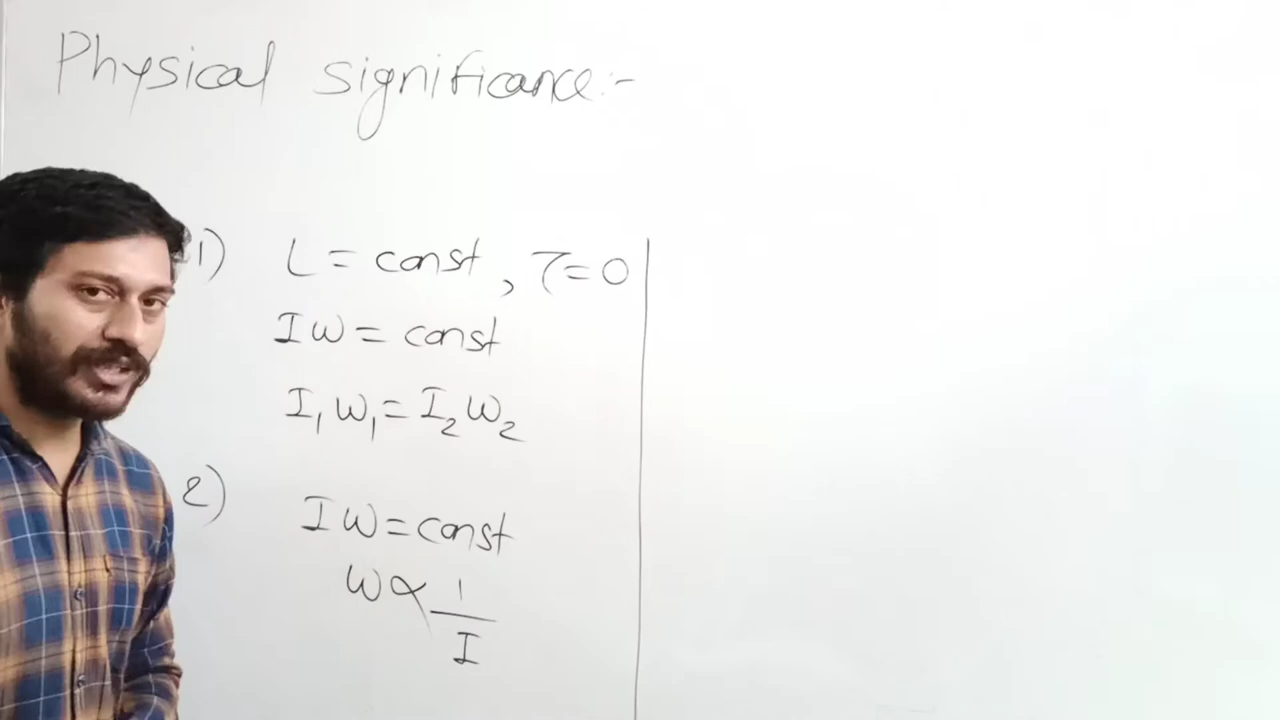 Physical significance:-
1) L = const, τ=0
Iω = const
I₁ω₁ = I₂ω₂
2) Iω = const
ω ∝ 1/I